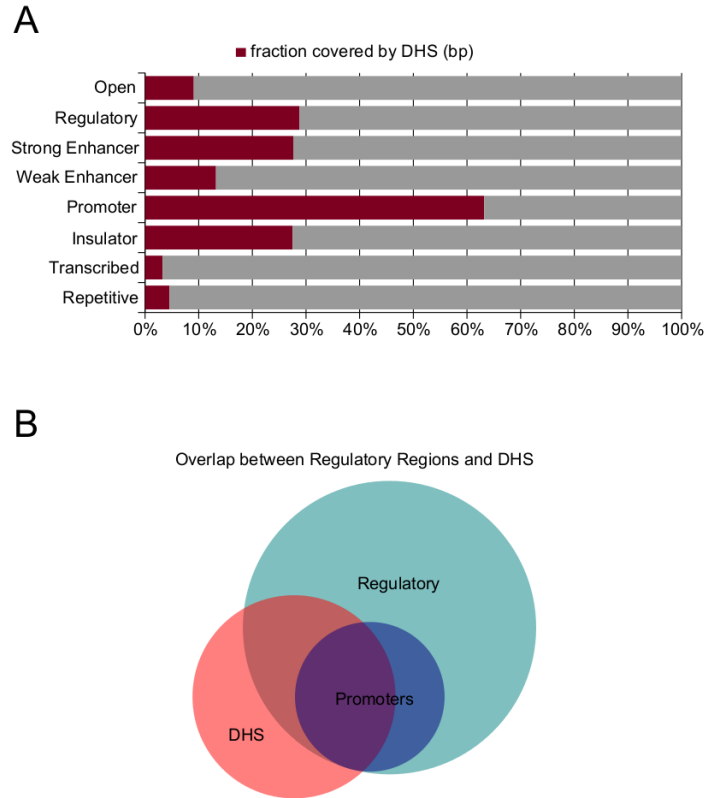 A
fraction covered by DHS (bp)
Open
Regulatory
Strong Enhancer
Weak Enhancer
Promoter
Insulator
Transcribed
Repetitive
0% 10% 20% 30% 40% 50% 60% 70% 80% 90% 100%
B
Overlap between Regulatory Regions and DHS
Regulatory
Promoters
DHS